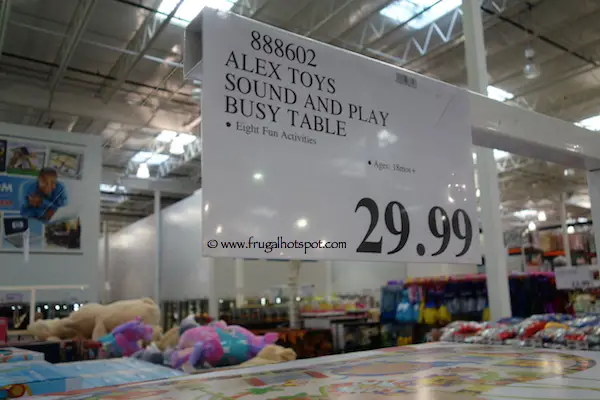 888602
ALEX TOYS
SOUND AND PLAY
BUSY TABLE
• Eight Fun Activities
• Ages: 18mos +
29.99
© www.frugalhotspot.com